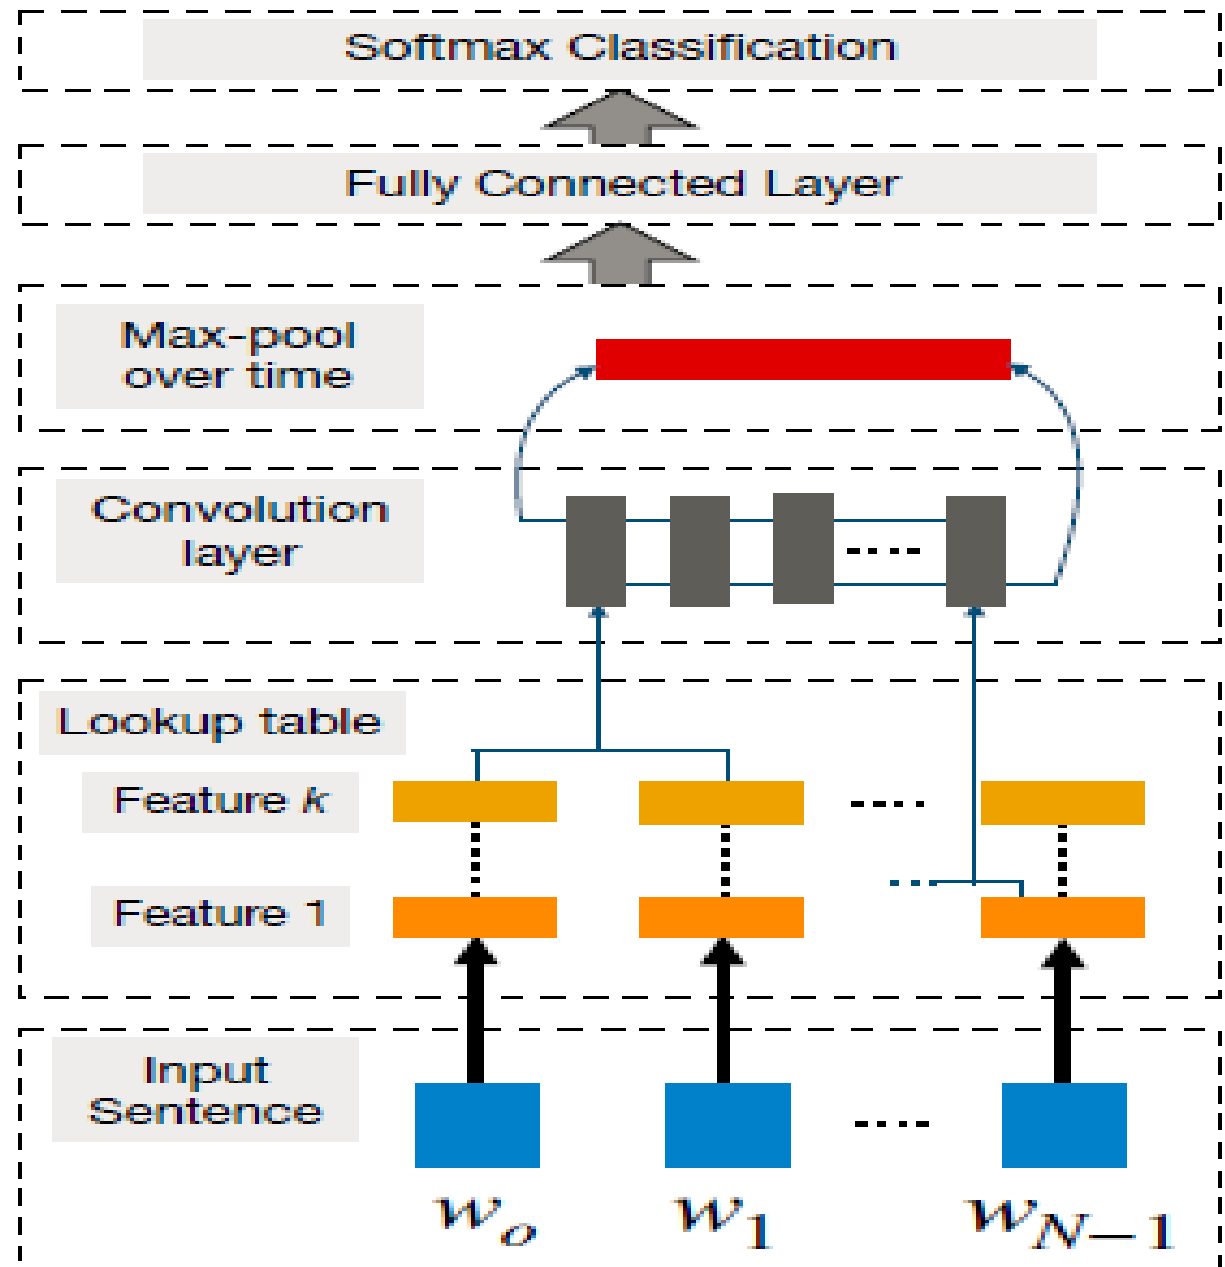 Softmax Classification
Fully Connected Layer
Max-pool
over time
Convolution
layer
Lookup table
Feature k
Feature 1
Input
Sentence
w_o w_1 w_{N-1}